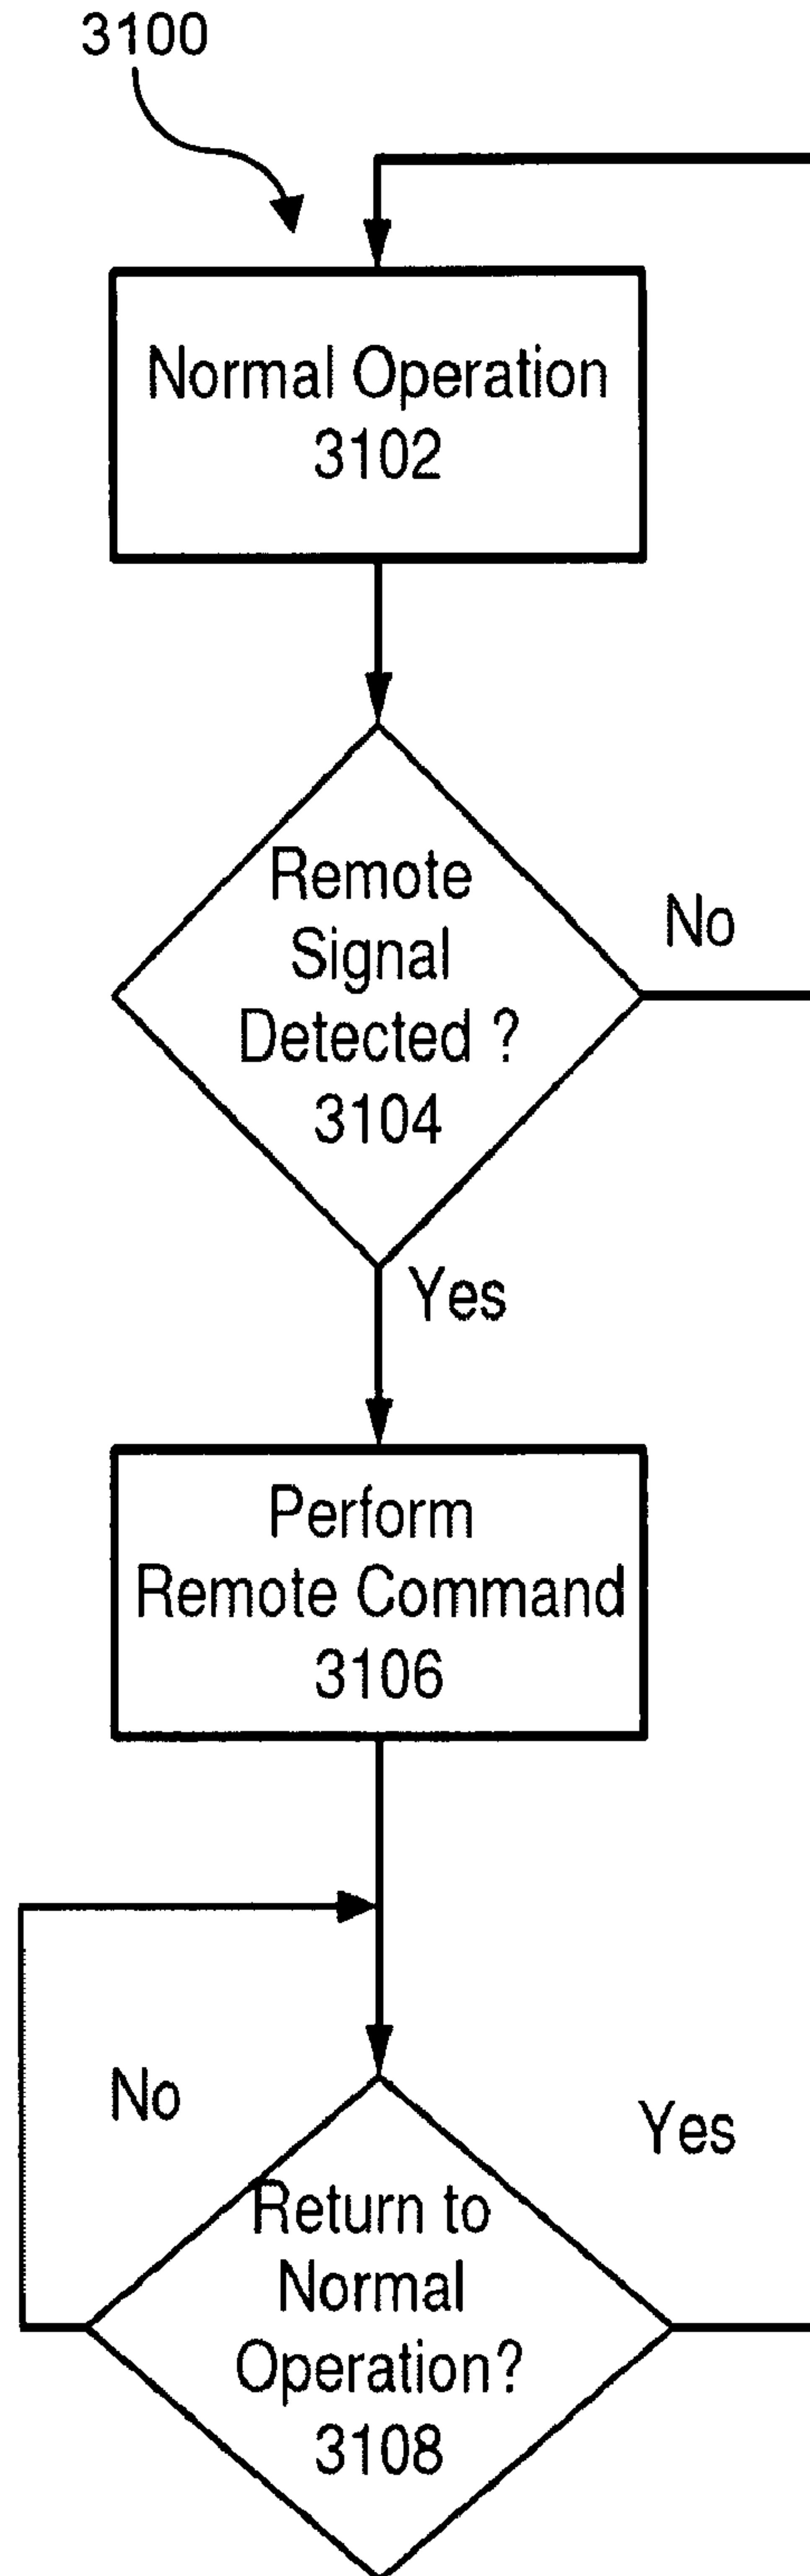 3100
Normal Operation
3102
Remote
Signal
Detected ?
3104
No
Yes
Perform
Remote Command
3106
No
Yes
Return to
Normal
Operation?
3108